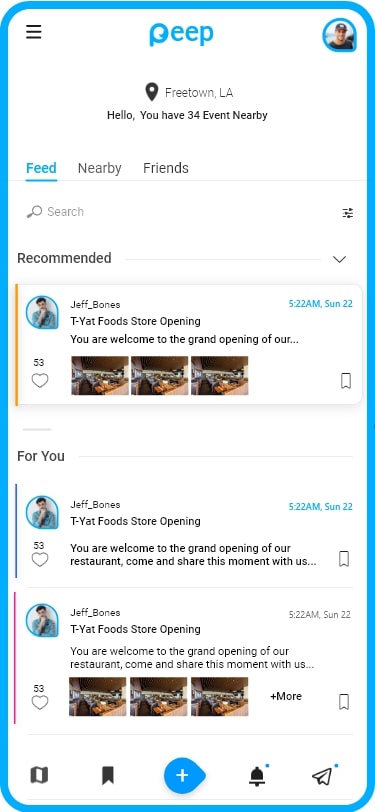 Peep
Freetown, LA
Hello, You have 34 Event Nearby
Feed Nearby Friends
Search
Recommended
Jeff_Bones 5:22AM, Sun 22
T-Yat Foods Store Opening
You are welcome to the grand opening of our...
53
For You
Jeff_Bones 5:22AM, Sun 22
T-Yat Foods Store Opening
53
You are welcome to the grand opening of our
restaurant, come and share this moment with us...
Jeff_Bones 5:22AM, Sun 22
T-Yat Foods Store Opening
You are welcome to the grand opening of our
restaurant, come and share this moment with us...
53
+More